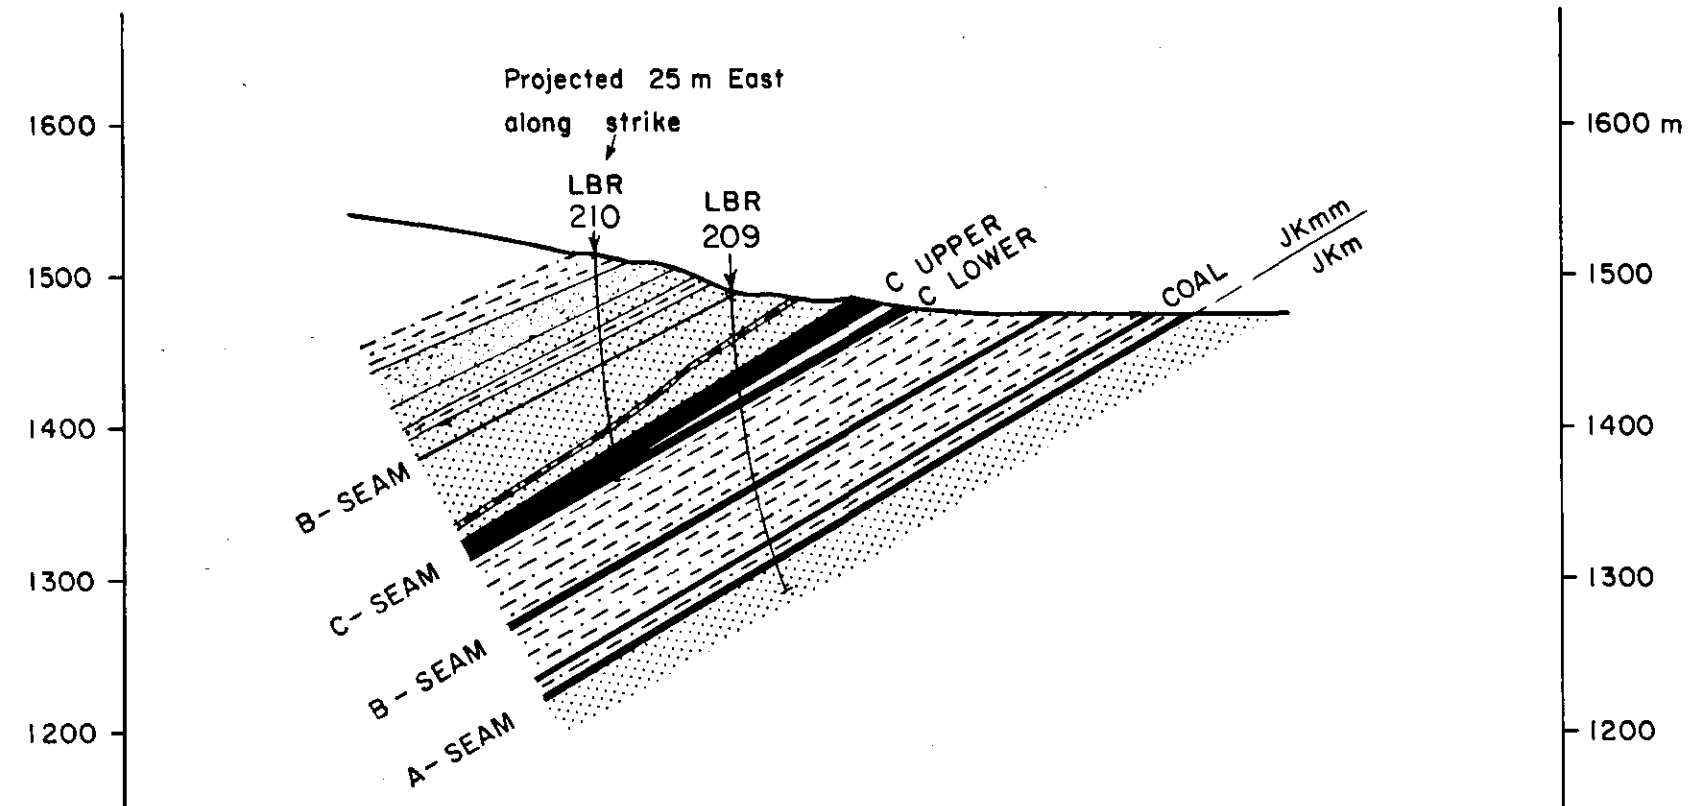 Projected 25 m East
along strike
1600
1600 m
LBR
210
LBR
209
C UPPER
C LOWER
JKmm
JKm
COAL
1500
1500
1400
1400
B-SEAM
C-SEAM
B-SEAM
A-SEAM
1300
1300
1200
1200